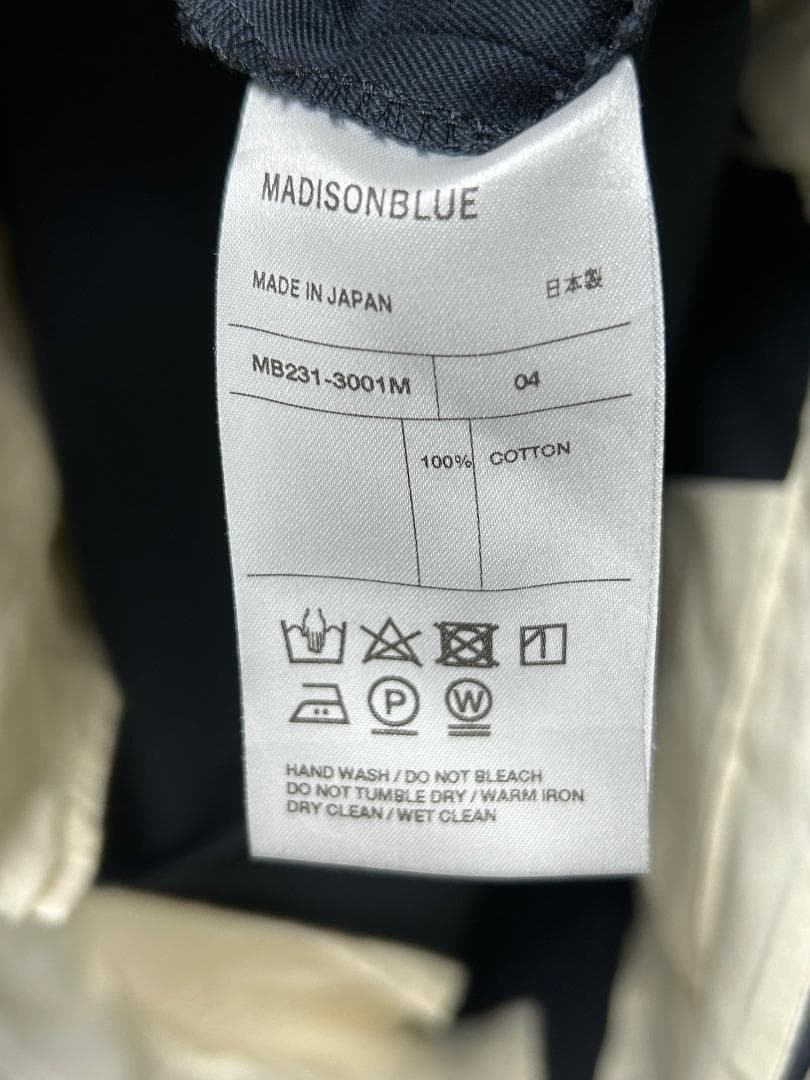 MADISONBLUE
MADE IN JAPAN 日本製
MB231-3001M 04
100% COTTON
P W
HAND WASH / DO NOT BLEACH
DO NOT TUMBLE DRY / WARM IRON
DRY CLEAN / WET CLEAN